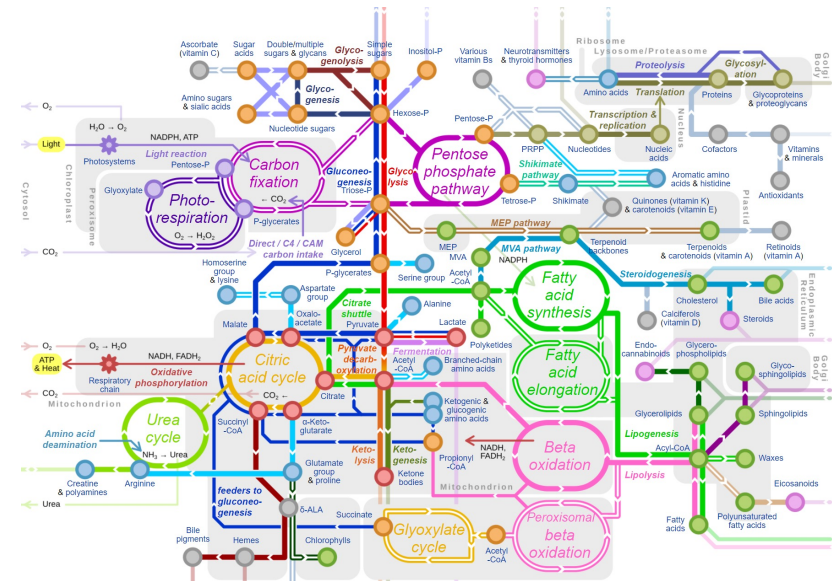 Ascorbate
(vitamin C)
Sugar
acids
Double/multiple
sugars & glycans
Glyco-
genolysis
Simple
sugars
Inositol-P
Various
vitamin Bs
Neurotransmitters
& thyroid hormones
Ribosome
Lysosome/Proteasome
Proteolysis
Glycosyl-
ation
Golgi
Body
Amino acids
Proteins
Glycoproteins
& proteoglycans
Translation
Glyco-
genesis
Amino sugars
& sialic acids
Nucleotide sugars
Hexose-P
O₂
H₂O → O₂
Light
NADPH, ATP
Light reaction
Photosystems
Pentose-P
Carbon
fixation
← CO₂
Pentose-P
Transcription &
replication
Nucleus
PRPP
Nucleotides
Nucleic
acids
Cofactors
Vitamins
& minerals
Pentose
phosphate
pathway
Shikimate
pathway
Aromatic amino
acids & histidine
Tetrose-P
Shikimate
Antioxidants
Cytosol
Chloroplast
Peroxisome
Glyoxylate
Photo-
respiration
O₂ → H₂O₂
P-glycerates
Gluconeo-
genesis
Glyco
lysis
Triose-P
Quinones (vitamin K)
& carotenoids (vitamin E)
Plastid
MEP pathway
MEP
MVA
MVA pathway
Terpenoid
backbones
Terpenoids
& carotenoids (vitamin A)
Retinoids
(vitamin A)
Direct / C4 / CAM
carbon intake
CO₂
Glycerol
P-glycerates
Serine group
Homoserine
group
& lysine
Aspartate
group
Acetyl
-CoA
NADPH
Fatty
acid
synthesis
Steroidogenesis
Cholesterol
Bile acids
Calciferols
(vitamin D)
Steroids
Endoplasmic
Reticulum
Citrate
shuttle
Alanine
Malate
Oxalo-
acetate
Pyruvate
Lactate
Polyketides
Fermentation
Pyruvate
decarb-
oxylation
Acetyl
-CoA
Branched-chain
amino acids
Fatty
acid
elongation
Endo-
cannabinoids
Glycero-
phospholipids
Glyco-
sphingolipids
Golgi
Body
O₂
O₂ → H₂O
ATP
& Heat
NADH, FADH₂
Respiratory
chain
Oxidative
phosphorylation
CO₂
Mitochondrion
Citric
acid cycle
CO₂ ←
Citrate
Succinyl
-CoA
α-Keto-
glutarate
Ketogenic &
glucogenic
amino acids
Glycerolipids
Sphingolipids
Urea
cycle
NH₃ → Urea
Amino acid
deamination
Keto-
lysis
Keto-
genesis
Propionyl
-CoA
NADH,
FADH₂
Beta
oxidation
Lipogenesis
Lipolysis
Acyl-CoA
Waxes
Creatine
& polyamines
Arginine
Glutamate
group
& proline
Ketone
bodies
Mitochondrion
Eicosanoids
Urea
feeders to
gluconeo-
genesis
δ-ALA
Succinate
Glyoxylate
cycle
Acetyl
-CoA
Peroxisomal
beta
oxidation
Fatty
acids
Polyunsaturated
fatty acids
Bile
pigments
Hemes
Chlorophylls